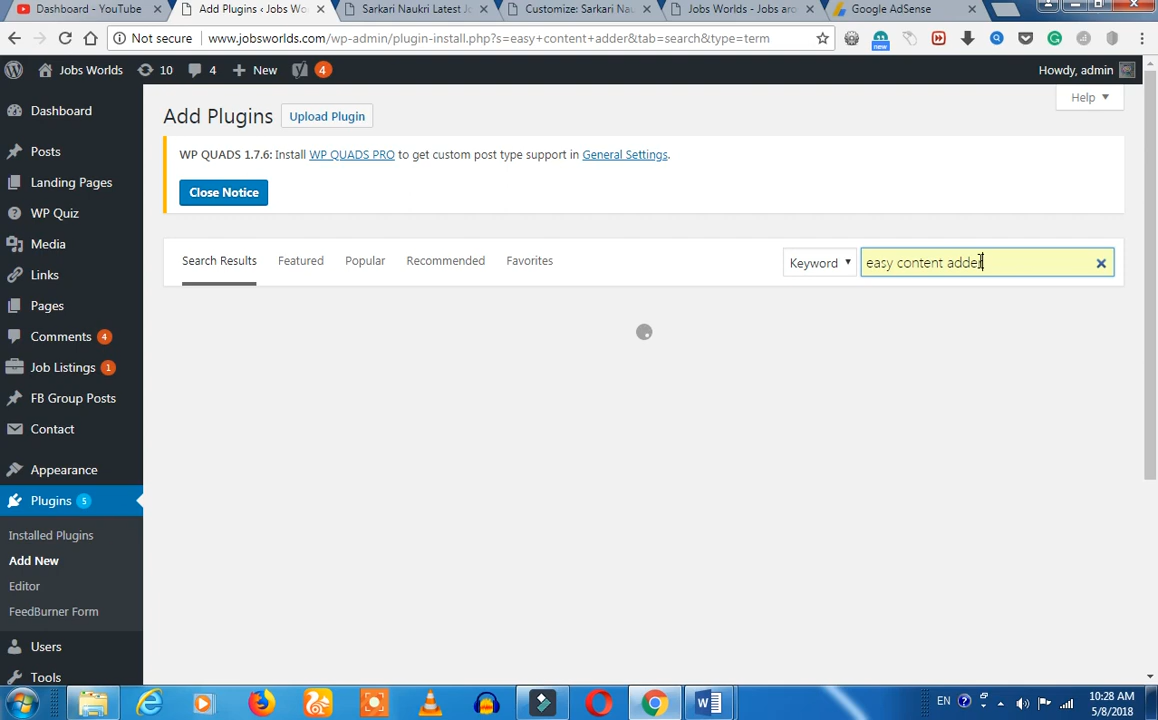 Dashboard - YouTube
Add Plugins ‹ Jobs Wo
Sarkari Naukri Latest Jo
Customize: Sarkari Nau
Jobs Worlds - Jobs aro
Google AdSense
Not secure
www.jobsworlds.com/wp-admin/plugin-install.php?s=easy+content+adder&tab=search&type=term
new
Jobs Worlds
10
4
New
4
Howdy, admin
Dashboard
Posts
Landing Pages
WP Quiz
Media
Links
Pages
Comments 4
Job Listings 1
FB Group Posts
Contact
Appearance
Plugins 5
Installed Plugins
Add New
Editor
FeedBurner Form
Users
Tools
Help
Add Plugins
Upload Plugin
WP QUADS 1.7.6: Install WP QUADS PRO to get custom post type support in General Settings.
Close Notice
Search Results
Featured
Popular
Recommended
Favorites
Keyword
easy content adder
EN
10:28 AM
5/8/2018